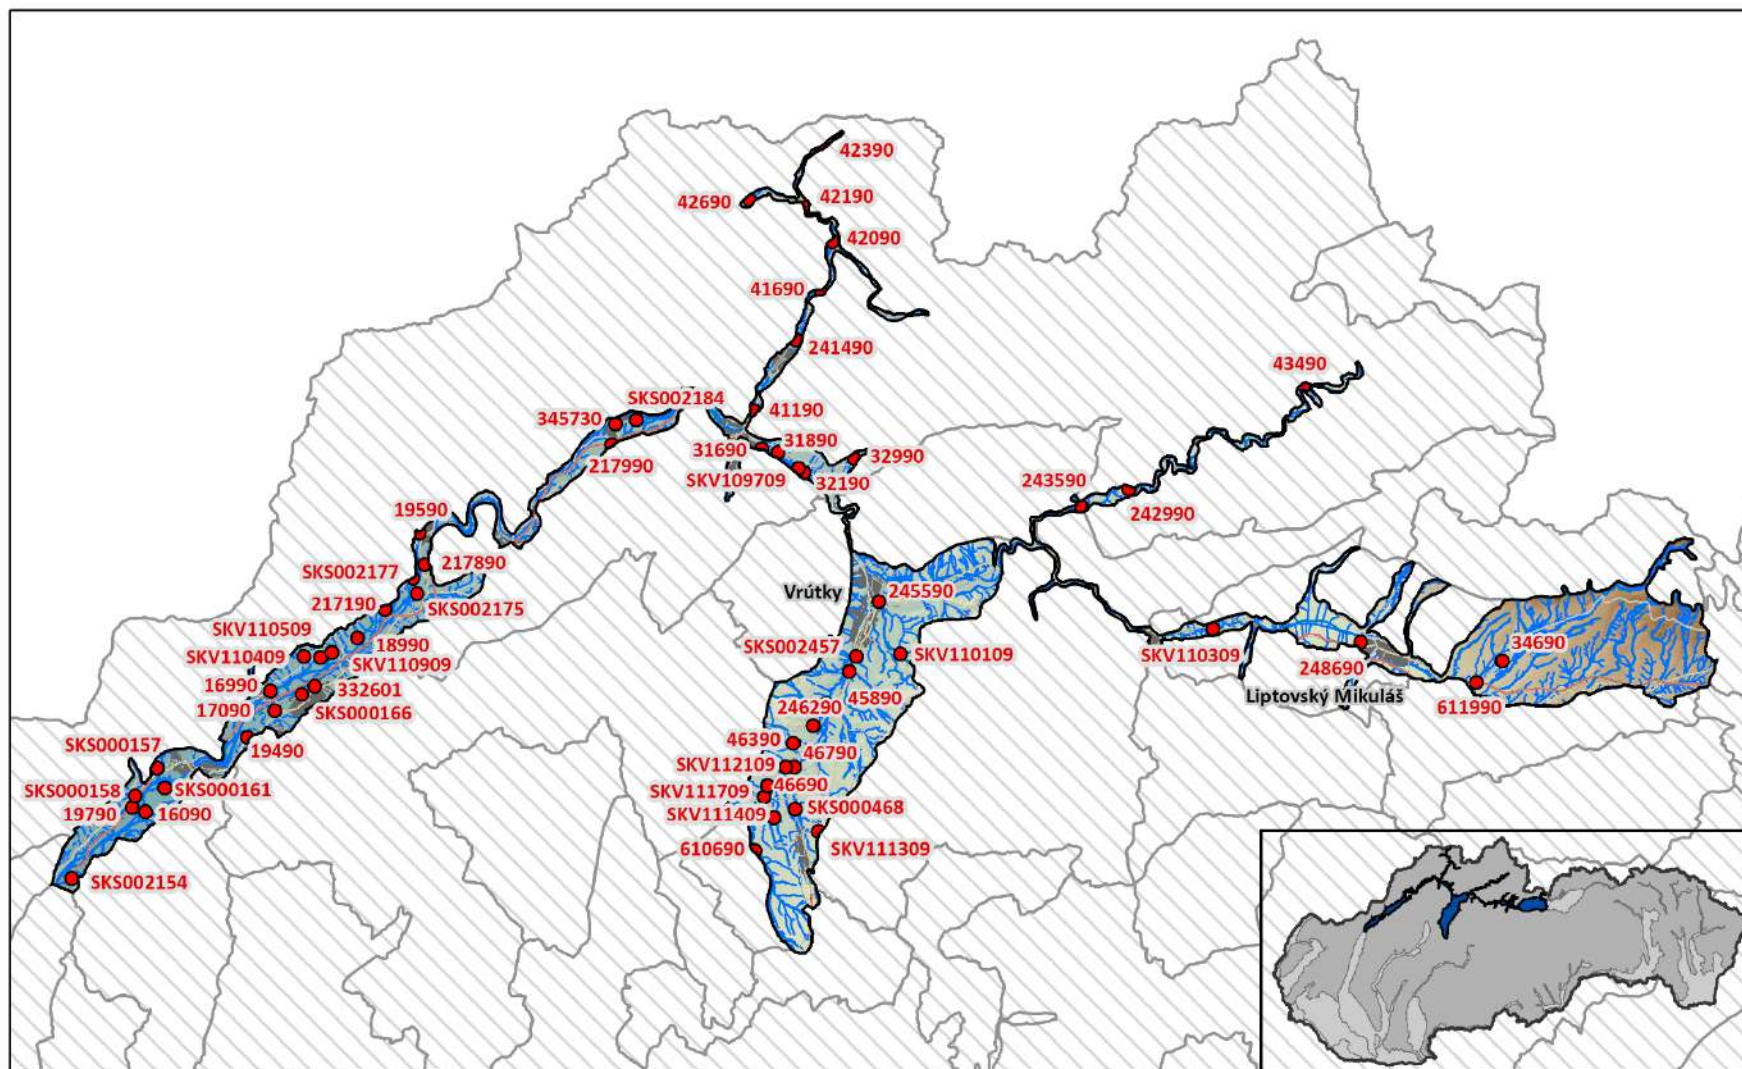 42390
42690
42190
42090
41690
241490
43490
SKS002184
41190
345730
31890
31690
32990
217990
SKV109709
32190
243590
19590
242990
217890
SKS002177
Vrútky
245590
SKS002175
217190
SKV110509
18990
SKS002457
SKV110109
SKV110309
SKV110409
SKV110909
248690
34690
16990
332601
45890
Liptovský Mikuláš
611990
17090
SKS000166
246290
SKS000157
19490
46390
46790
SKV112109
SKS000158
SKS000161
46690
SKV111709
19790
16090
SKS000468
SKV111409
SKV111309
610690
SKS002154